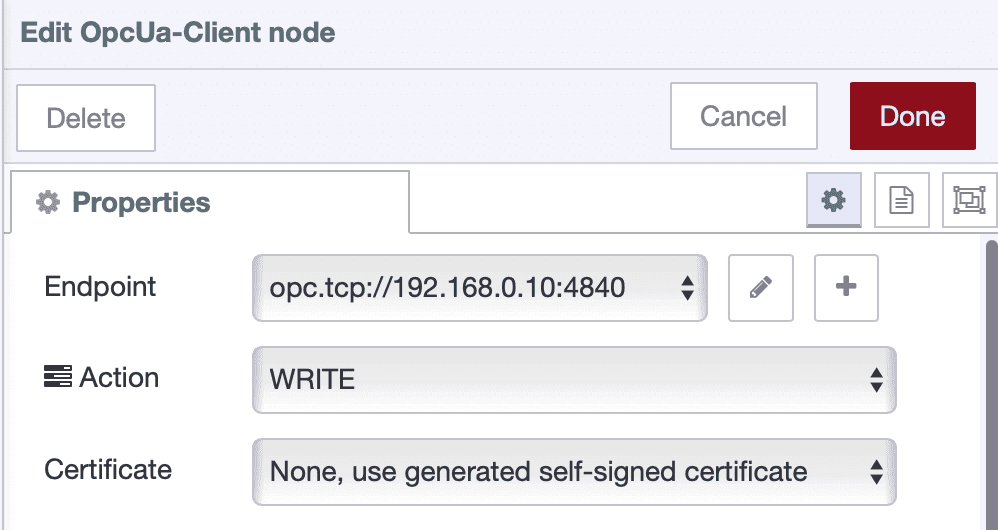 Edit OpcUa-Client node
Delete
Cancel
Done
Properties
Endpoint
opc.tcp://192.168.0.10:4840
Action
WRITE
Certificate
None, use generated self-signed certificate